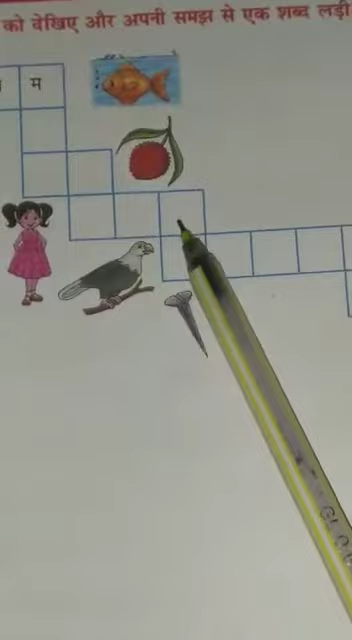 को देखिए और अपनी समझ से एक शब्द लड़ी
म